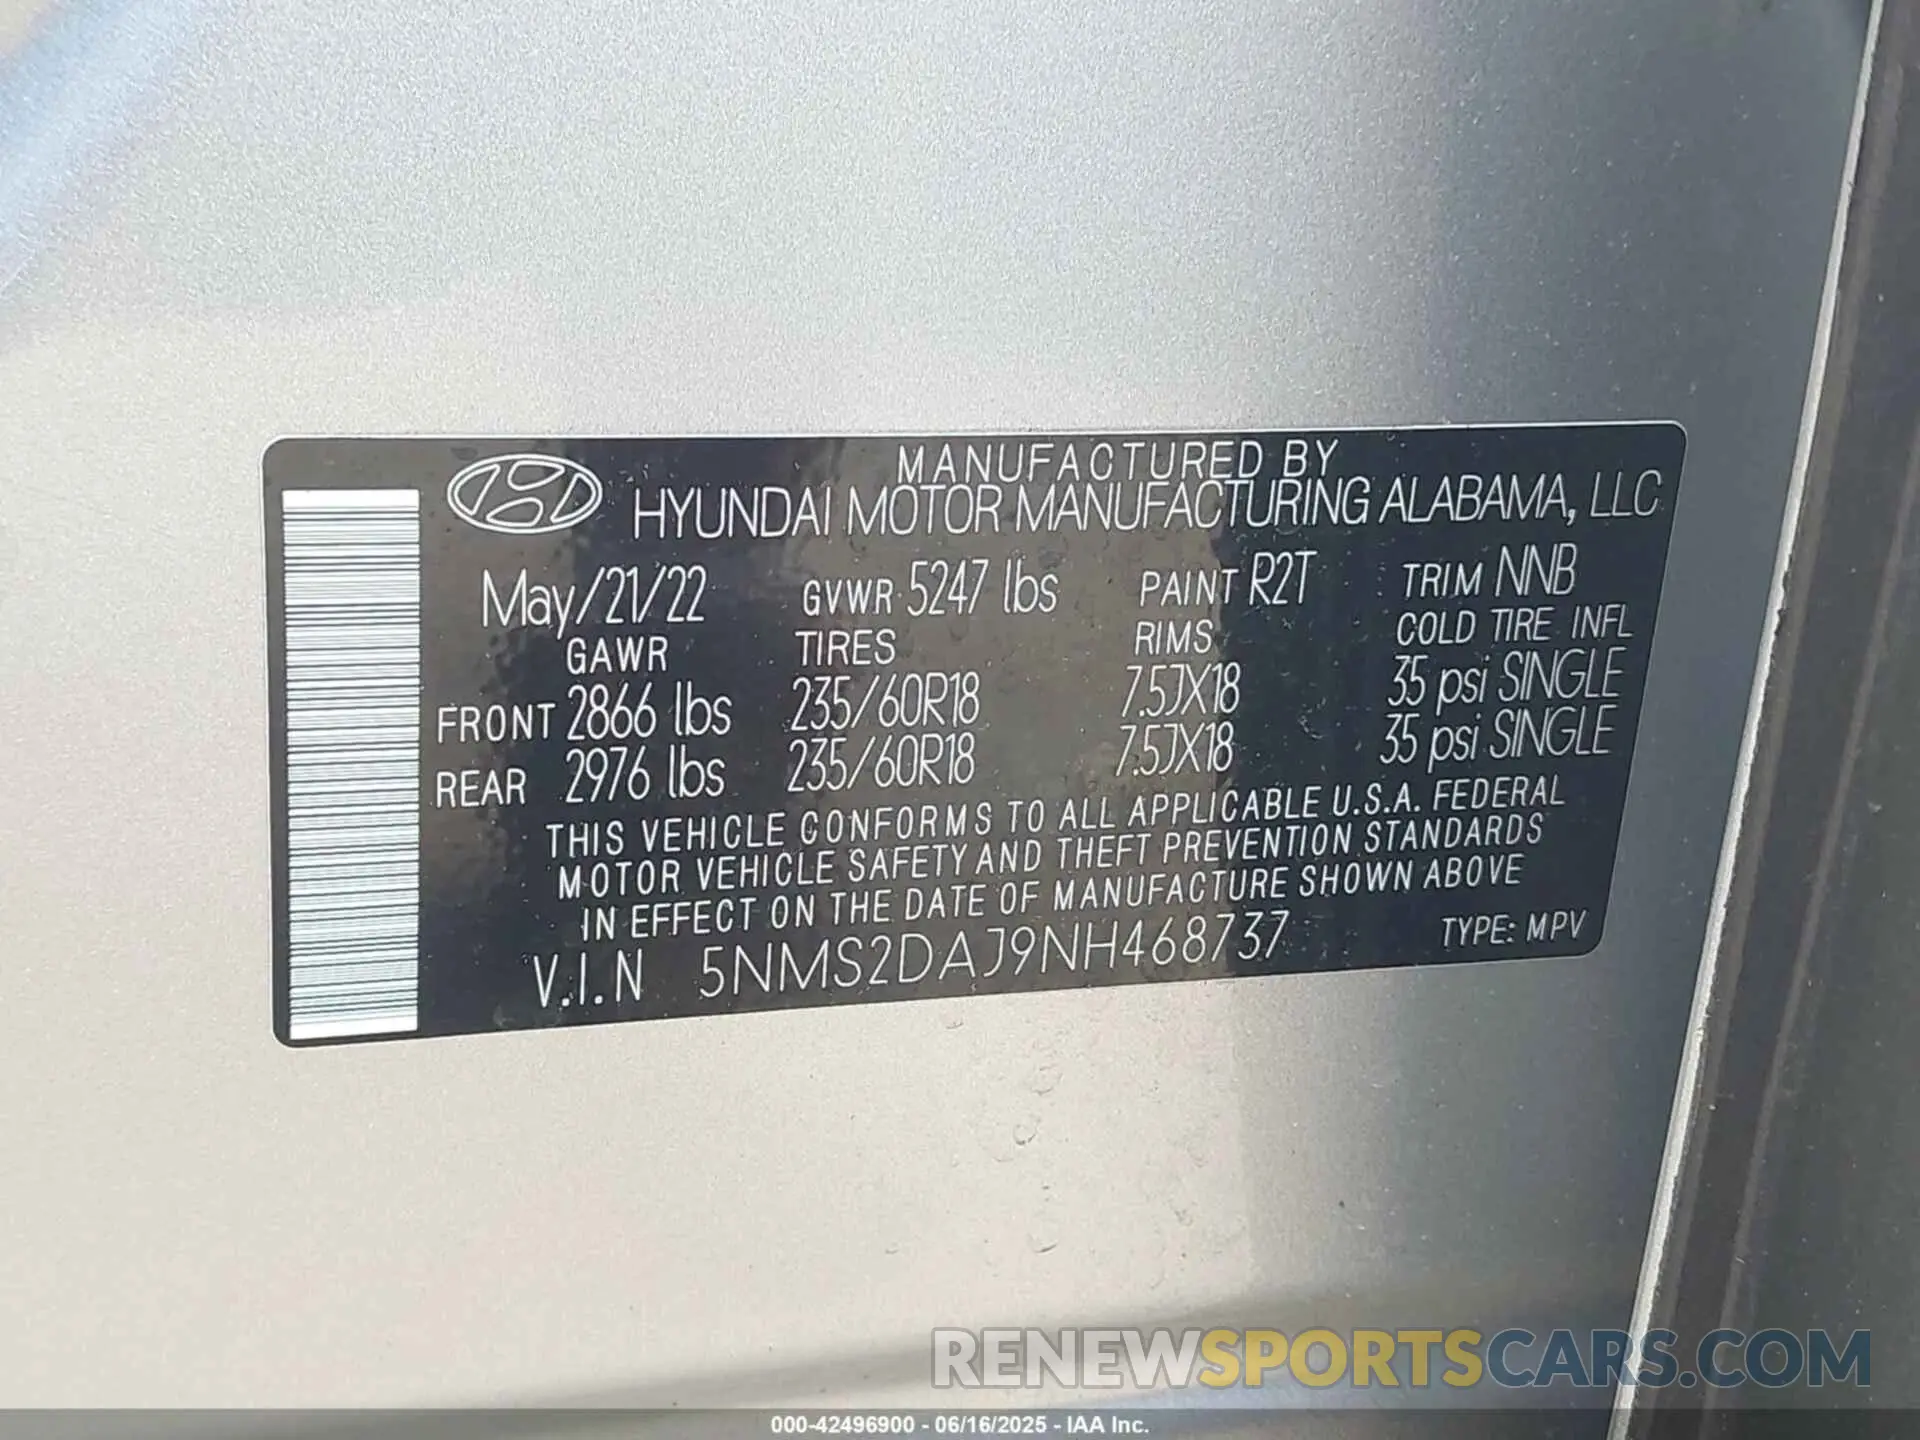 MANUFACTURED BY
HYUNDAI MOTOR MANUFACTURING ALABAMA, LLC
May/21/22 GVWR 5247 lbs PAINT R2T TRIM NNB
GAWR TIRES RIMS COLD TIRE INFL
FRONT 2866 lbs 235/60R18 7.5JX18 35 psi SINGLE
REAR 2976 lbs 235/60R18 7.5JX18 35 psi SINGLE
THIS VEHICLE CONFORMS TO ALL APPLICABLE U.S.A. FEDERAL
MOTOR VEHICLE SAFETY AND THEFT PREVENTION STANDARDS
IN EFFECT ON THE DATE OF MANUFACTURE SHOWN ABOVE
V.I.N 5NMS2DAJ9NH468737 TYPE: MPV
RENEWSPORTSCARS.COM
000-42496900 - 06/16/2025 - IAA Inc.